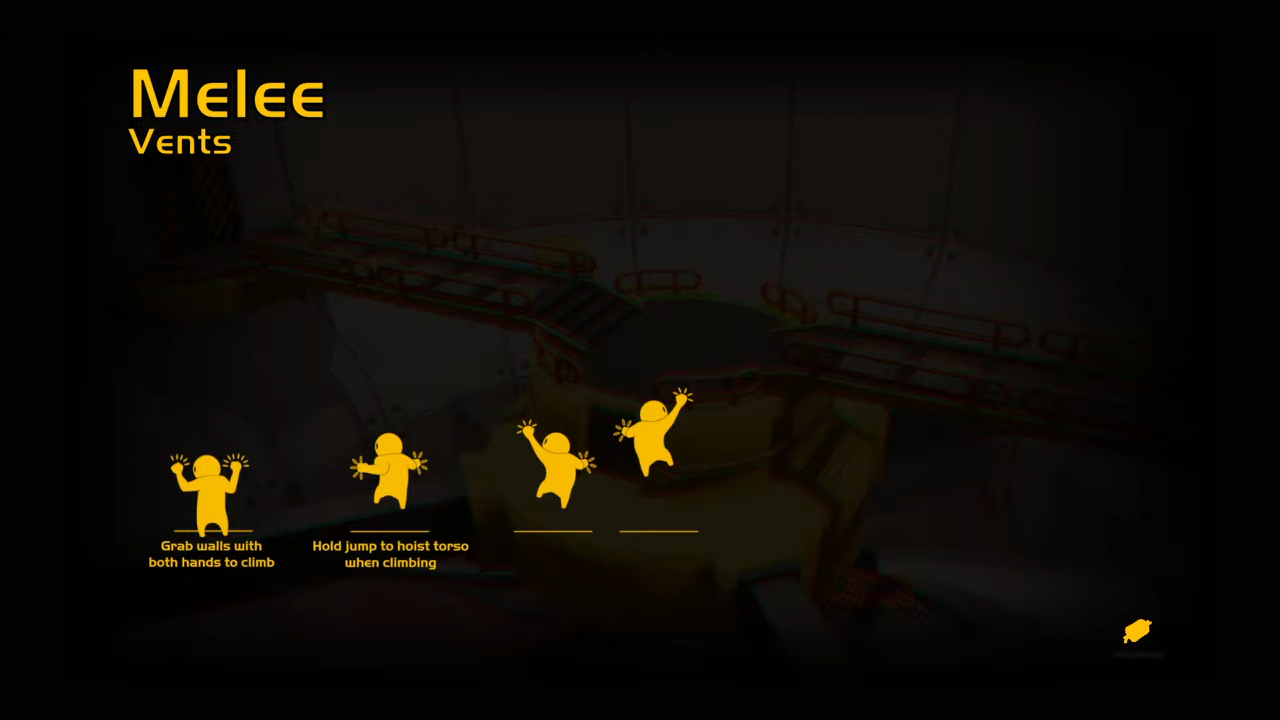 Melee
Vents
Grab walls with
both hands to climb
Hold jump to hoist torso
when climbing